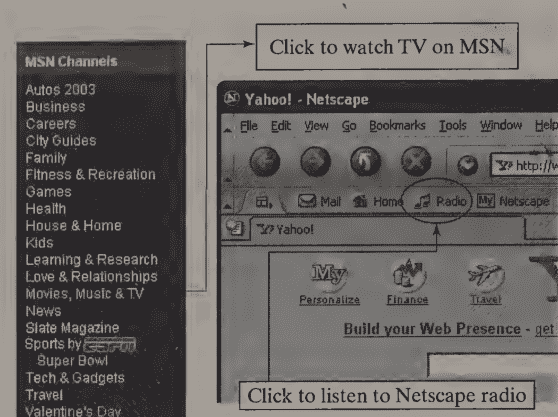 Click to watch TV on MSN
MSN Channels
Autos 2003
Business
Careers
City Guides
Family
Fitness & Recreation
Games
Health
House & Home
Kids
Learning & Research
Love & Relationships
Movies, Music & TV
News
Slate Magazine
Sports by ESPN
Super Bowl
Tech & Gadgets
Travel
Valentine's Day
Yahoo! - Netscape
File Edit View Go Bookmarks Tools Window Help
Y! http://w
Mail Home Radio My Netscape
Y! Yahoo!
My
Personalize Finance Travel
Y
Build your Web Presence - get
Click to listen to Netscape radio